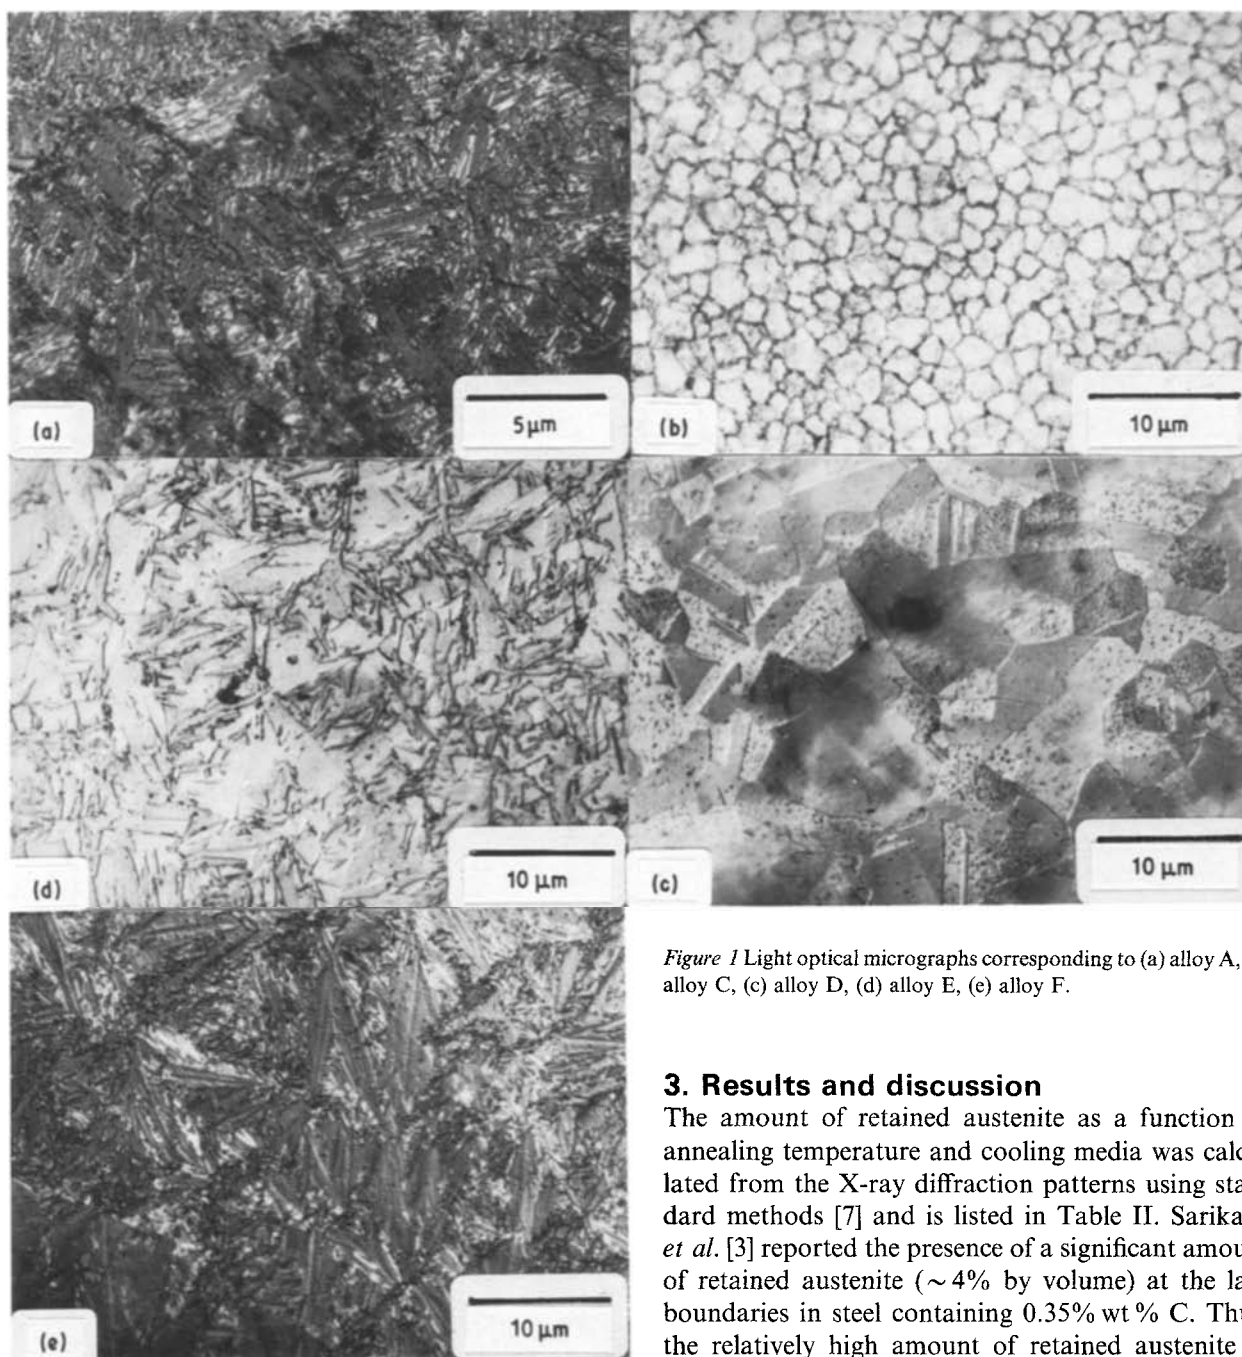 (a)
5 μm
(b)
10 μm
(d)
10 μm
(c)
10 μm
(e)
10 μm
Figure 1 Light optical micrographs corresponding to (a) alloy A,
alloy C, (c) alloy D, (d) alloy E, (e) alloy F.
3. Results and discussion
The amount of retained austenite as a function
annealing temperature and cooling media was calc
lated from the X-ray diffraction patterns using sta
dard methods [7] and is listed in Table II. Sarika
et al. [3] reported the presence of a significant amou
of retained austenite (~4% by volume) at the la
boundaries in steel containing 0.35% wt % C. Thu
the relatively high amount of retained austenite